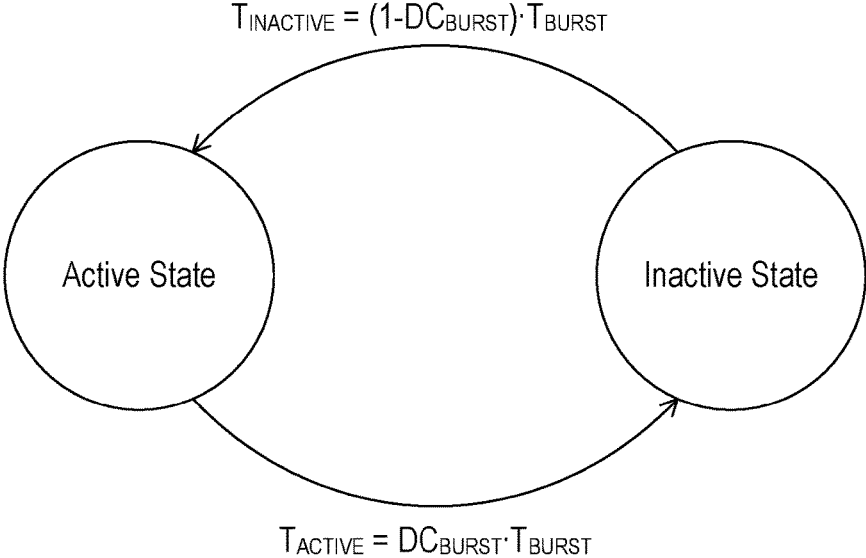 TINACTIVE = (1-DCBURST)·TBURST
Active State
Inactive State
TACTIVE = DCBURST·TBURST